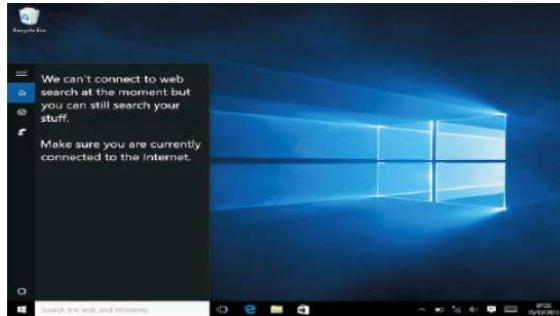 Recycle Bin
We can't connect to web
search at the moment but
you can still search your
stuff.
Make sure you are currently
connected to the Internet.
Search the web and Windows